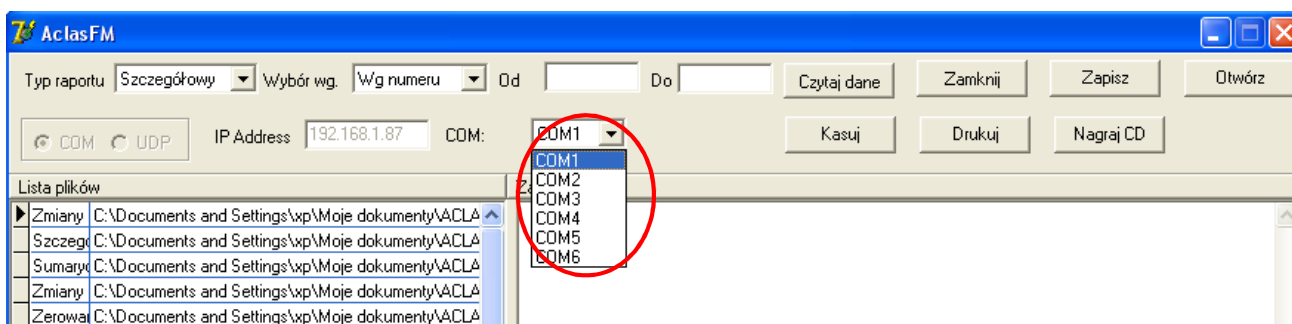 AclasFM
Typ raportu Szczegółowy Wybór wg. Wg numeru Od Do Czytaj dane Zamknij Zapisz Otwórz
COM UDP IP Address 192.168.1.87 COM: COM1 Kasuj Drukuj Nagraj CD
COM1
COM2
COM3
COM4
COM5
COM6
Lista plików
Zmiany C:\Documents and Settings\xp\Moje dokumenty\ACLA
Szczegó C:\Documents and Settings\xp\Moje dokumenty\ACLA
Sumaryc C:\Documents and Settings\xp\Moje dokumenty\ACLA
Zmiany C:\Documents and Settings\xp\Moje dokumenty\ACLA
Zerowan C:\Documents and Settings\xp\Moje dokumenty\ACLA